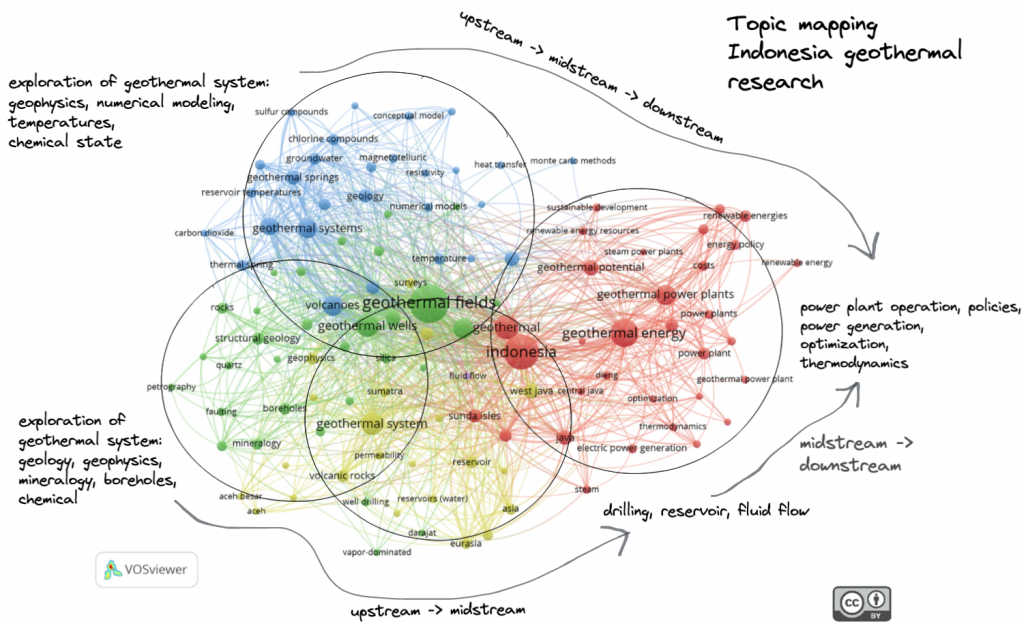 upstream -> midstream -> downstream
Topic mapping
Indonesia geothermal
research
exploration of geothermal system:
geophysics, numerical modeling,
temperatures,
chemical state
sulfur compounds
conceptual model
chlorine compounds
groundwater
magnetotelluric
heat transfer
monte carlo methods
geothermal springs
resistivity
reservoir temperatures
geology
numerical models
sustainable development
renewable energies
carbon dioxide
geothermal systems
renewable energy resources
energy policy
steam power plants
thermal spring
temperature
geothermal potential
costs
renewable energy
surveys
geothermal power plants
rocks
volcanoes
geothermal fields
power plants
power plant operation, policies,
power generation,
optimization,
thermodynamics
geothermal wells
geothermal
geothermal energy
structural geology
indonesia
power plant
geophysics
silica
quartz
fluid flow
dieng
geothermal power plant
petrography
sumatra
west java
central java
optimization
faulting
boreholes
sunda isles
geothermal system
thermodynamics
exploration of
geothermal system:
geology, geophysics,
mineralogy, boreholes,
chemical
mineralogy
java
electric power generation
midstream ->
downstream
permeability
reservoir
volcanic rocks
steam
aceh besar
well drilling
reservoirs (water)
aceh
asia
drilling, reservoir, fluid flow
darajat
eurasia
vapor-dominated
VOSviewer
upstream -> midstream
cc
BY